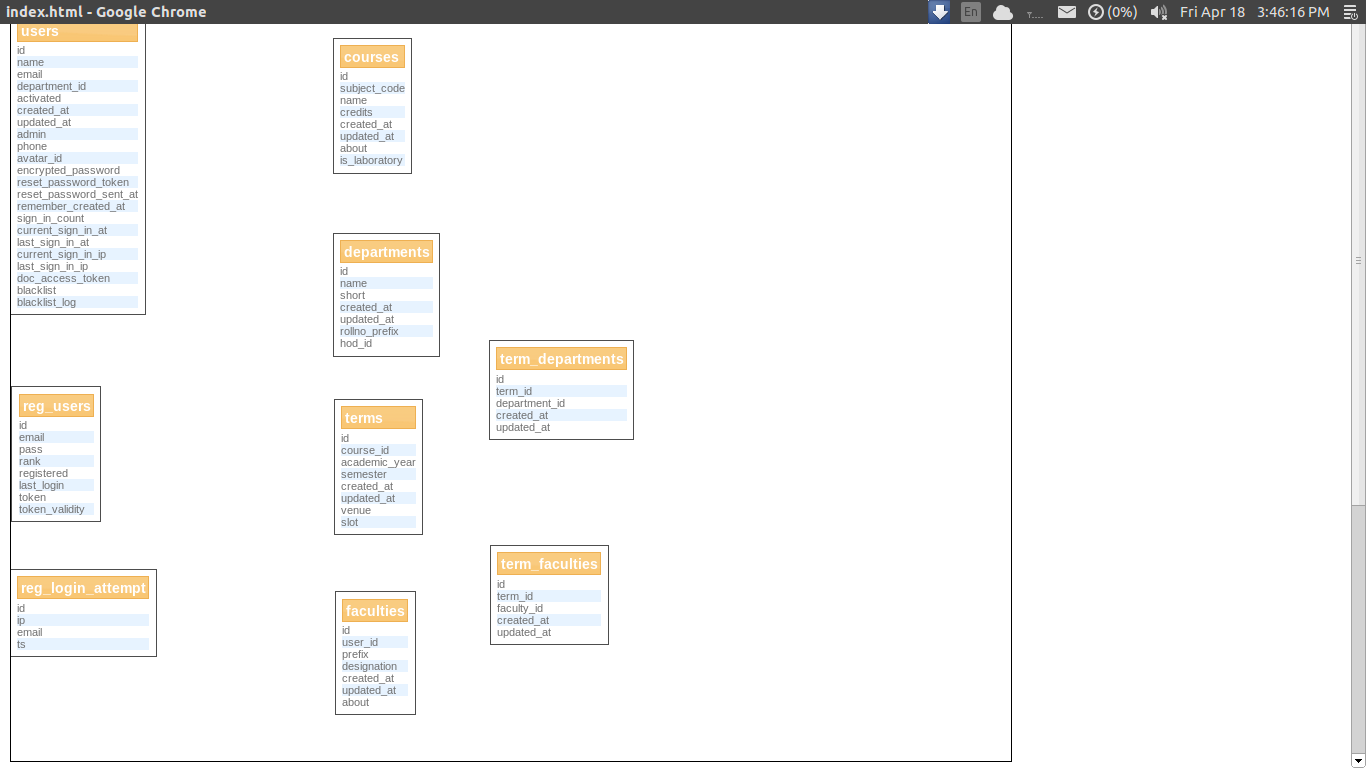 index.html - Google Chrome
En
(0%)
Fri Apr 18
3:46:16 PM
users
id
name
email
department_id
activated
created_at
updated_at
admin
phone
avatar_id
encrypted_password
reset_password_token
reset_password_sent_at
remember_created_at
sign_in_count
current_sign_in_at
last_sign_in_at
current_sign_in_ip
last_sign_in_ip
doc_access_token
blacklist
blacklist_log
reg_users
id
email
pass
rank
registered
last_login
token
token_validity
reg_login_attempt
id
ip
email
ts
courses
id
subject_code
name
credits
created_at
updated_at
about
is_laboratory
departments
id
name
short
created_at
updated_at
rollno_prefix
hod_id
terms
id
course_id
academic_year
semester
created_at
updated_at
venue
slot
faculties
id
user_id
prefix
designation
created_at
updated_at
about
term_departments
id
term_id
department_id
created_at
updated_at
term_faculties
id
term_id
faculty_id
created_at
updated_at